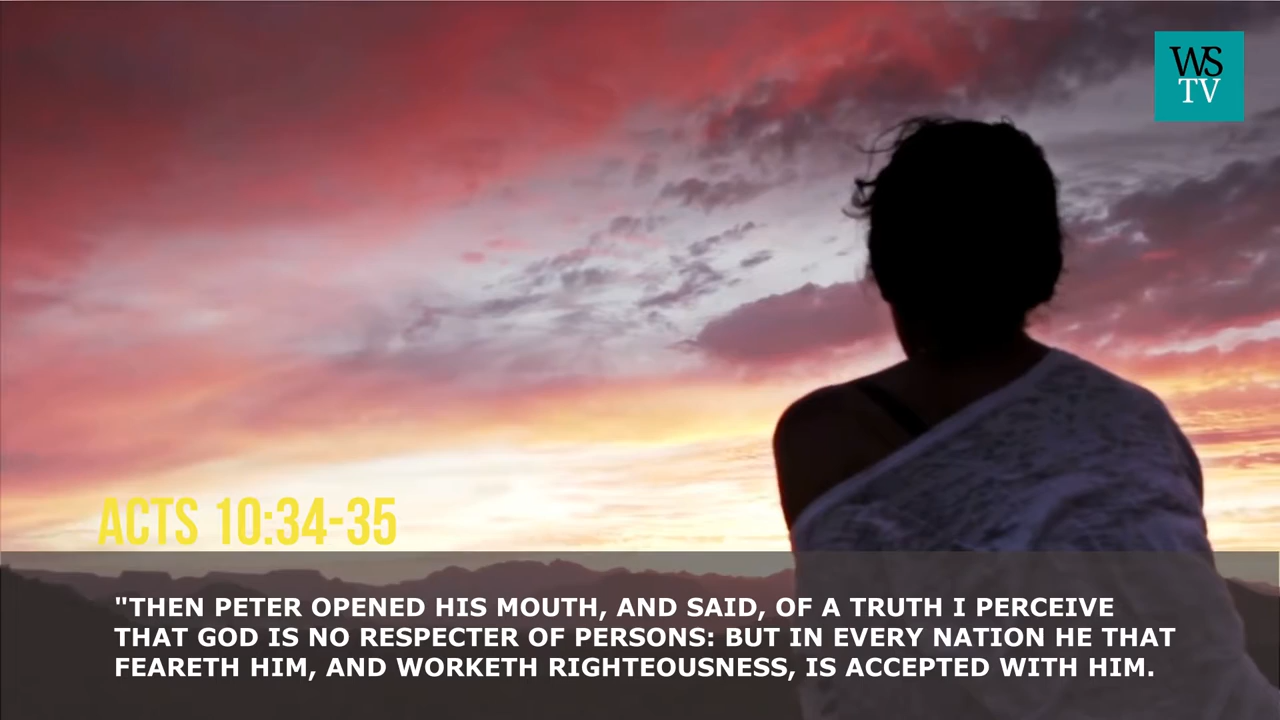 WS
TV
ACTS 10:34-35
"THEN PETER OPENED HIS MOUTH, AND SAID, OF A TRUTH I PERCEIVE
THAT GOD IS NO RESPECTER OF PERSONS: BUT IN EVERY NATION HE THAT
FEARETH HIM, AND WORKETH RIGHTEOUSNESS, IS ACCEPTED WITH HIM.